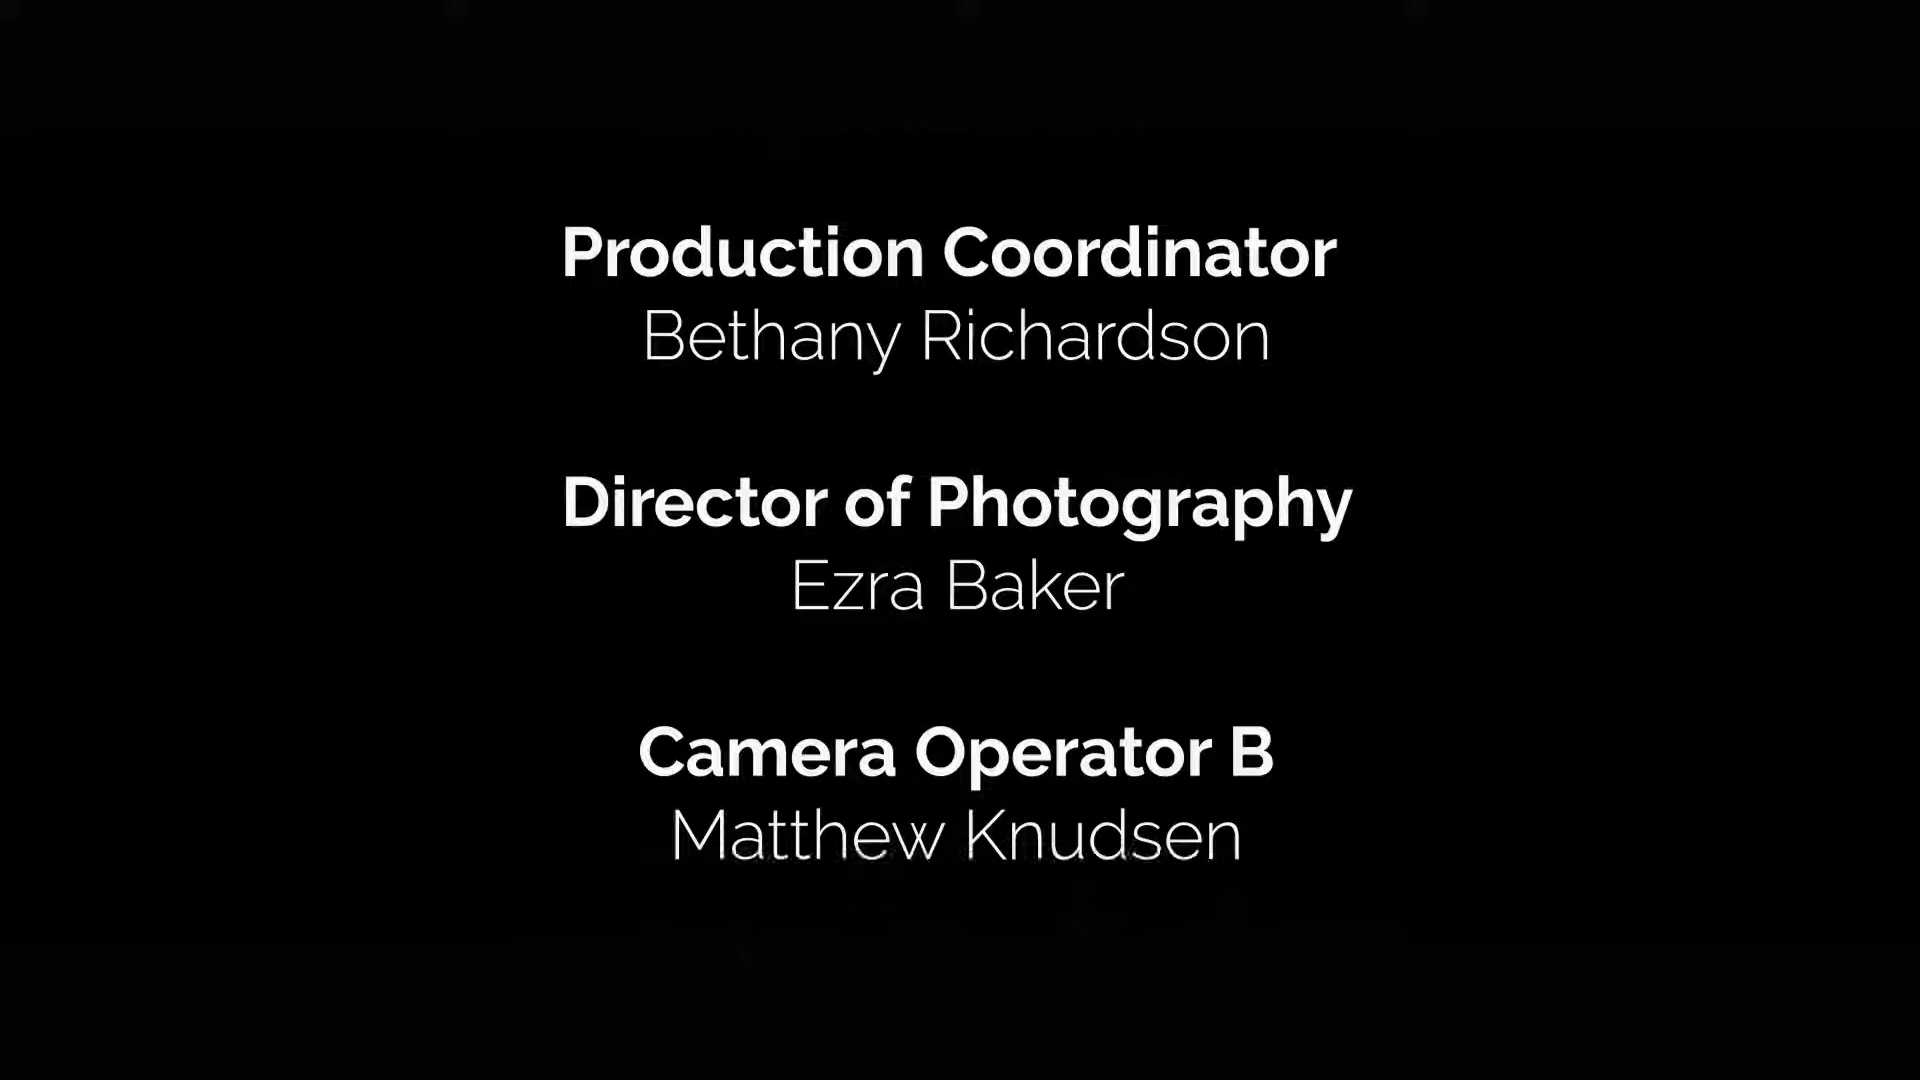 Production Coordinator
Bethany Richardson
Director of Photography
Ezra Baker
Camera Operator B
Matthew Knudsen